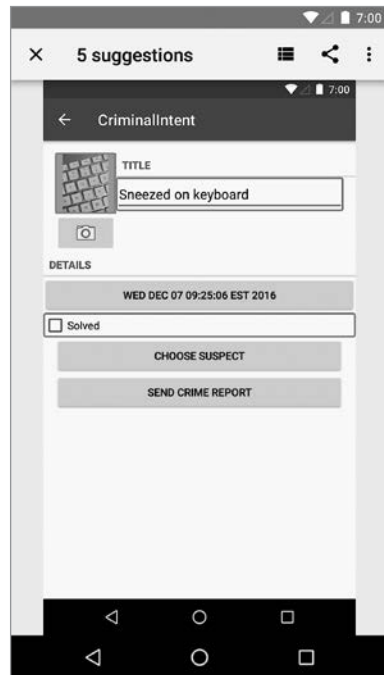 7:00
5 suggestions
7:00
CriminalIntent
TITLE
Sneezed on keyboard
DETAILS
WED DEC 07 09:25:06 EST 2016
Solved
CHOOSE SUSPECT
SEND CRIME REPORT